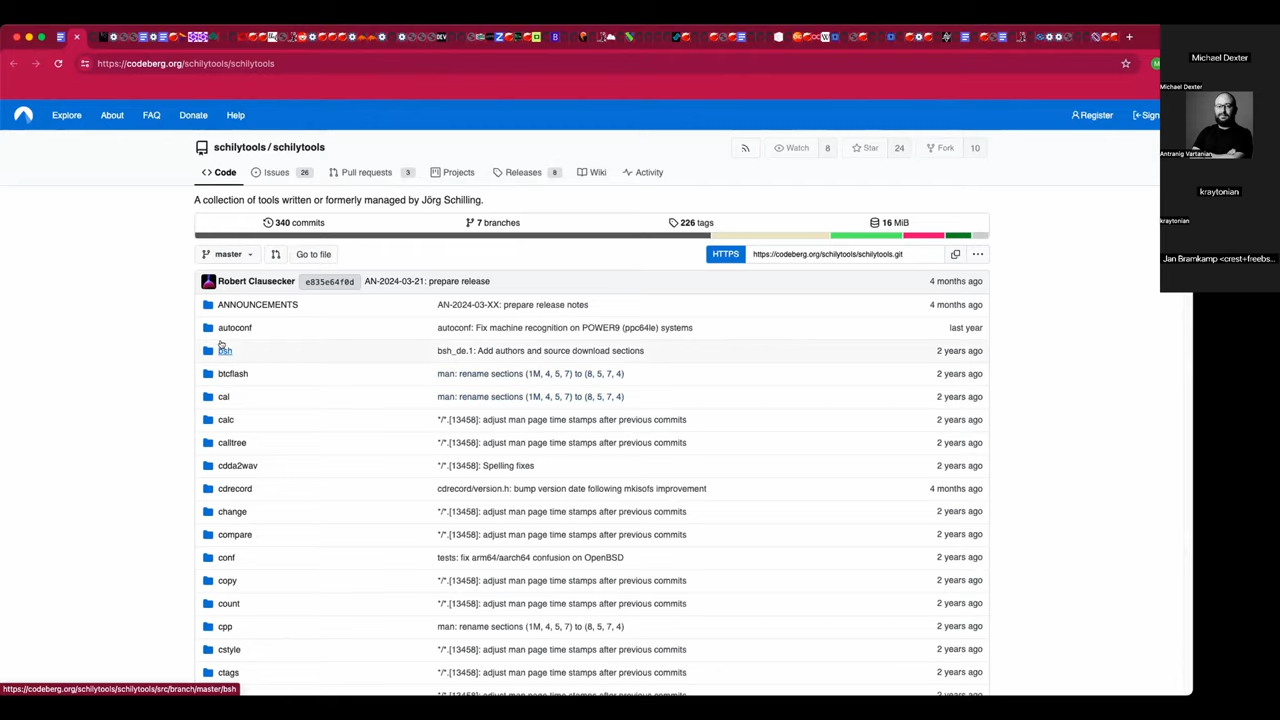 https://codeberg.org/schilytools/schilytools
Explore
About
FAQ
Donate
Help
Register
Sign
schilytools / schilytools
Watch 8
Star 24
Fork 10
Code
Issues 26
Pull requests 3
Projects
Releases 8
Wiki
Activity
A collection of tools written or formerly managed by Jörg Schilling.
340 commits
7 branches
226 tags
16 MiB
master
Go to file
HTTPS
https://codeberg.org/schilytools/schilytools.git
Robert Clausecker e835e64f0d AN-2024-03-21: prepare release 4 months ago
ANNOUNCEMENTS AN-2024-03-XX: prepare release notes 4 months ago
autoconf autoconf: Fix machine recognition on POWER9 (ppc64le) systems last year
bsh bsh_de.1: Add authors and source download sections 2 years ago
btcflash man: rename sections (1M, 4, 5, 7) to (8, 5, 7, 4) 2 years ago
cal man: rename sections (1M, 4, 5, 7) to (8, 5, 7, 4) 2 years ago
calc */*.[13458]: adjust man page time stamps after previous commits 2 years ago
calltree */*.[13458]: adjust man page time stamps after previous commits 2 years ago
cdda2wav */*.[13458]: Spelling fixes 2 years ago
cdrecord cdrecord/version.h: bump version date following mkisofs improvement 4 months ago
change */*.[13458]: adjust man page time stamps after previous commits 2 years ago
compare */*.[13458]: adjust man page time stamps after previous commits 2 years ago
conf tests: fix arm64/aarch64 confusion on OpenBSD 2 years ago
copy */*.[13458]: adjust man page time stamps after previous commits 2 years ago
count */*.[13458]: adjust man page time stamps after previous commits 2 years ago
cpp man: rename sections (1M, 4, 5, 7) to (8, 5, 7, 4) 2 years ago
cstyle */*.[13458]: adjust man page time stamps after previous commits 2 years ago
ctags */*.[13458]: adjust man page time stamps after previous commits 2 years ago
https://codeberg.org/schilytools/schilytools/src/branch/master/bsh
Michael Dexter
Michael Dexter
Antranig Vartanian
kraytonian
kraytonian
Jan Bramkamp <crest+freebs...